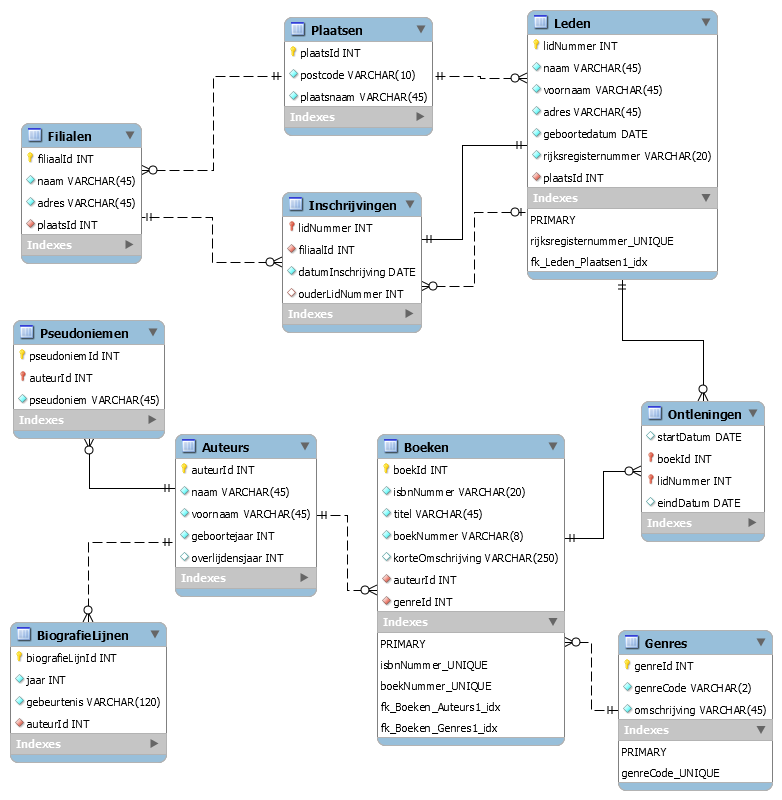 Plaatsen
plaatsId INT
postcode VARCHAR(10)
plaatsnaam VARCHAR(45)
Indexes
Leden
lidNummer INT
naam VARCHAR(45)
voornaam VARCHAR(45)
adres VARCHAR(45)
geboortedatum DATE
rijksregisternummer VARCHAR(20)
plaatsId INT
Indexes
PRIMARY
rijksregisternummer_UNIQUE
fk_Leden_Plaatsen1_idx
Filialen
filiaalId INT
naam VARCHAR(45)
adres VARCHAR(45)
plaatsId INT
Indexes
Inschrijvingen
lidNummer INT
filiaalId INT
datumInschrijving DATE
ouderLidNummer INT
Indexes
Pseudoniemen
pseudoniemId INT
auteurId INT
pseudoniem VARCHAR(45)
Indexes
Auteurs
auteurId INT
naam VARCHAR(45)
voornaam VARCHAR(45)
geboortejaar INT
overlijdensjaar INT
Indexes
Boeken
boekId INT
isbnNummer VARCHAR(20)
titel VARCHAR(45)
boekNummer VARCHAR(8)
korteOmschrijving VARCHAR(250)
auteurId INT
genreId INT
Indexes
PRIMARY
isbnNummer_UNIQUE
boekNummer_UNIQUE
fk_Boeken_Auteurs1_idx
fk_Boeken_Genres1_idx
Ontleningen
startDatum DATE
boekId INT
lidNummer INT
eindDatum DATE
Indexes
BiografieLijnen
biografieLijnId INT
jaar INT
gebeurtenis VARCHAR(120)
auteurId INT
Indexes
Genres
genreId INT
genreCode VARCHAR(2)
omschrijving VARCHAR(45)
Indexes
PRIMARY
genreCode_UNIQUE